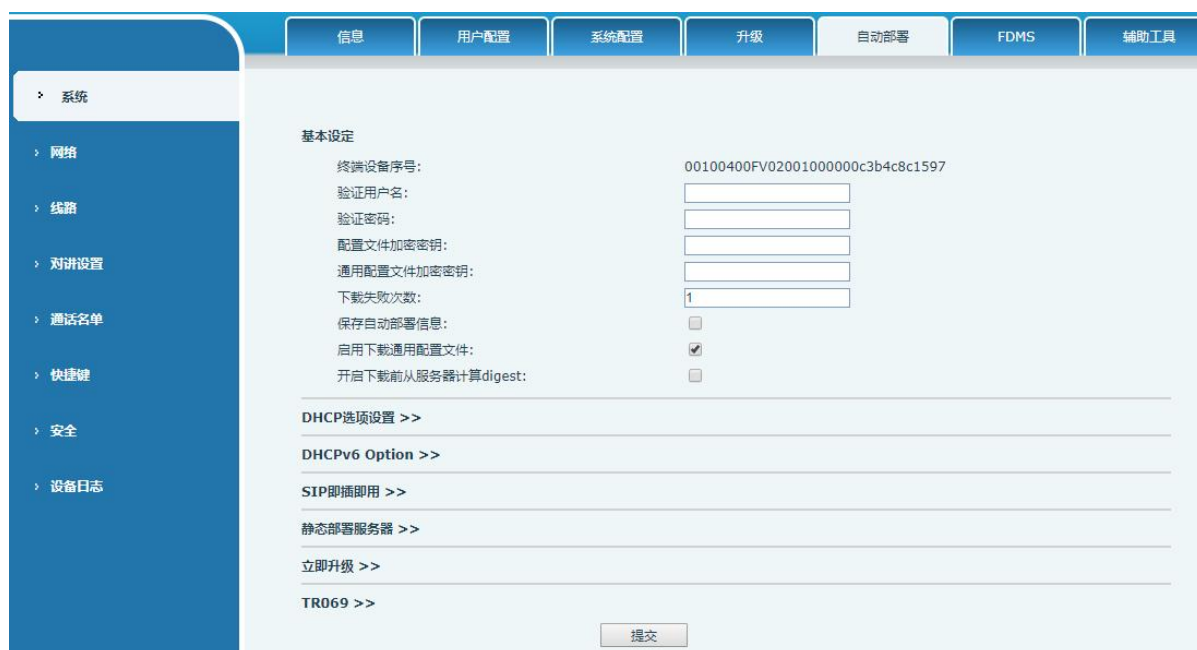 信息 用户配置 系统配置 升级 自动部署 FDMS 辅助工具
系统
网络
线路
对讲设置
通话名单
快捷键
安全
设备日志
基本设定
终端设备序号: 00100400FV02001000000c3b4c8c1597
验证用户名:
验证密码:
配置文件加密密钥:
通用配置文件加密密钥:
下载失败次数: 1
保存自动部署信息:
启用下载通用配置文件:
开启下载前从服务器计算digest:
DHCP选项设置 >>
DHCPv6 Option >>
SIP即插即用 >>
静态部署服务器 >>
立即升级 >>
TR069 >>
提交